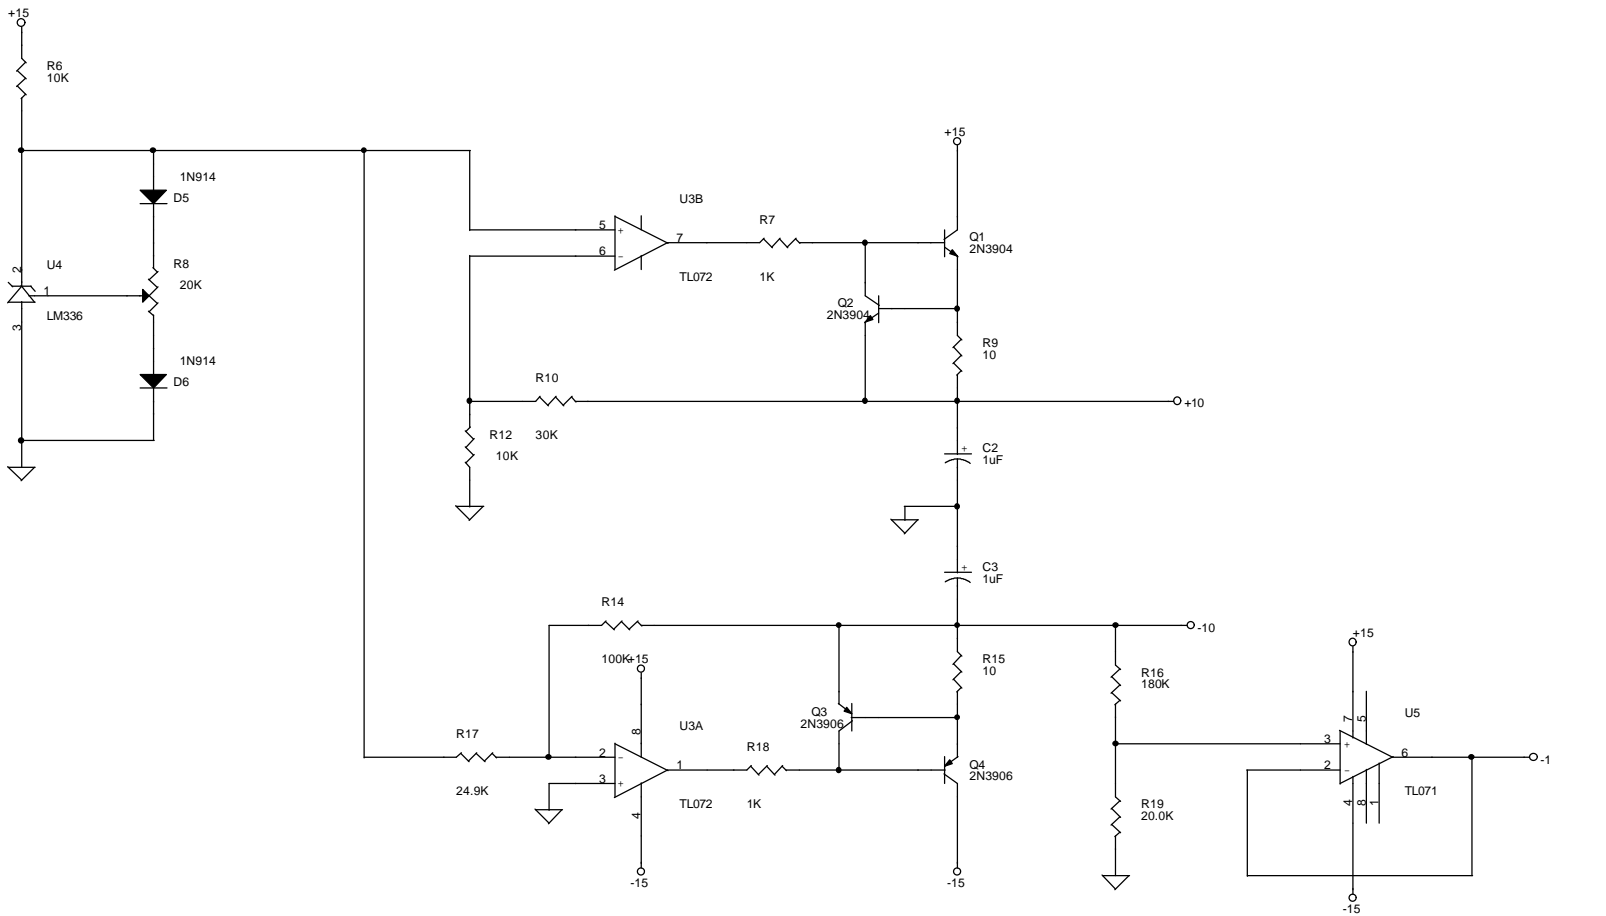 +15
R6
10K
+15
1N914
D5
U3B
5
+
6
−
7
TL072
R7
1K
Q1
2N3904
2
U4
1
LM336
3
R8
20K
Q2
2N3904
R9
10
1N914
D6
R10
30K
+10
R12
10K
+
C2
1uF
+
C3
1uF
R14
100K
+15
-10
R15
10
R16
180K
+15
Q3
2N3906
U3A
8
R17
24.9K
2
−
3
+
1
4
TL072
-15
R18
1K
Q4
2N3906
-15
7
5
U5
3
+
2
−
6
-1
4
8
1
TL071
R19
20.0K
-15